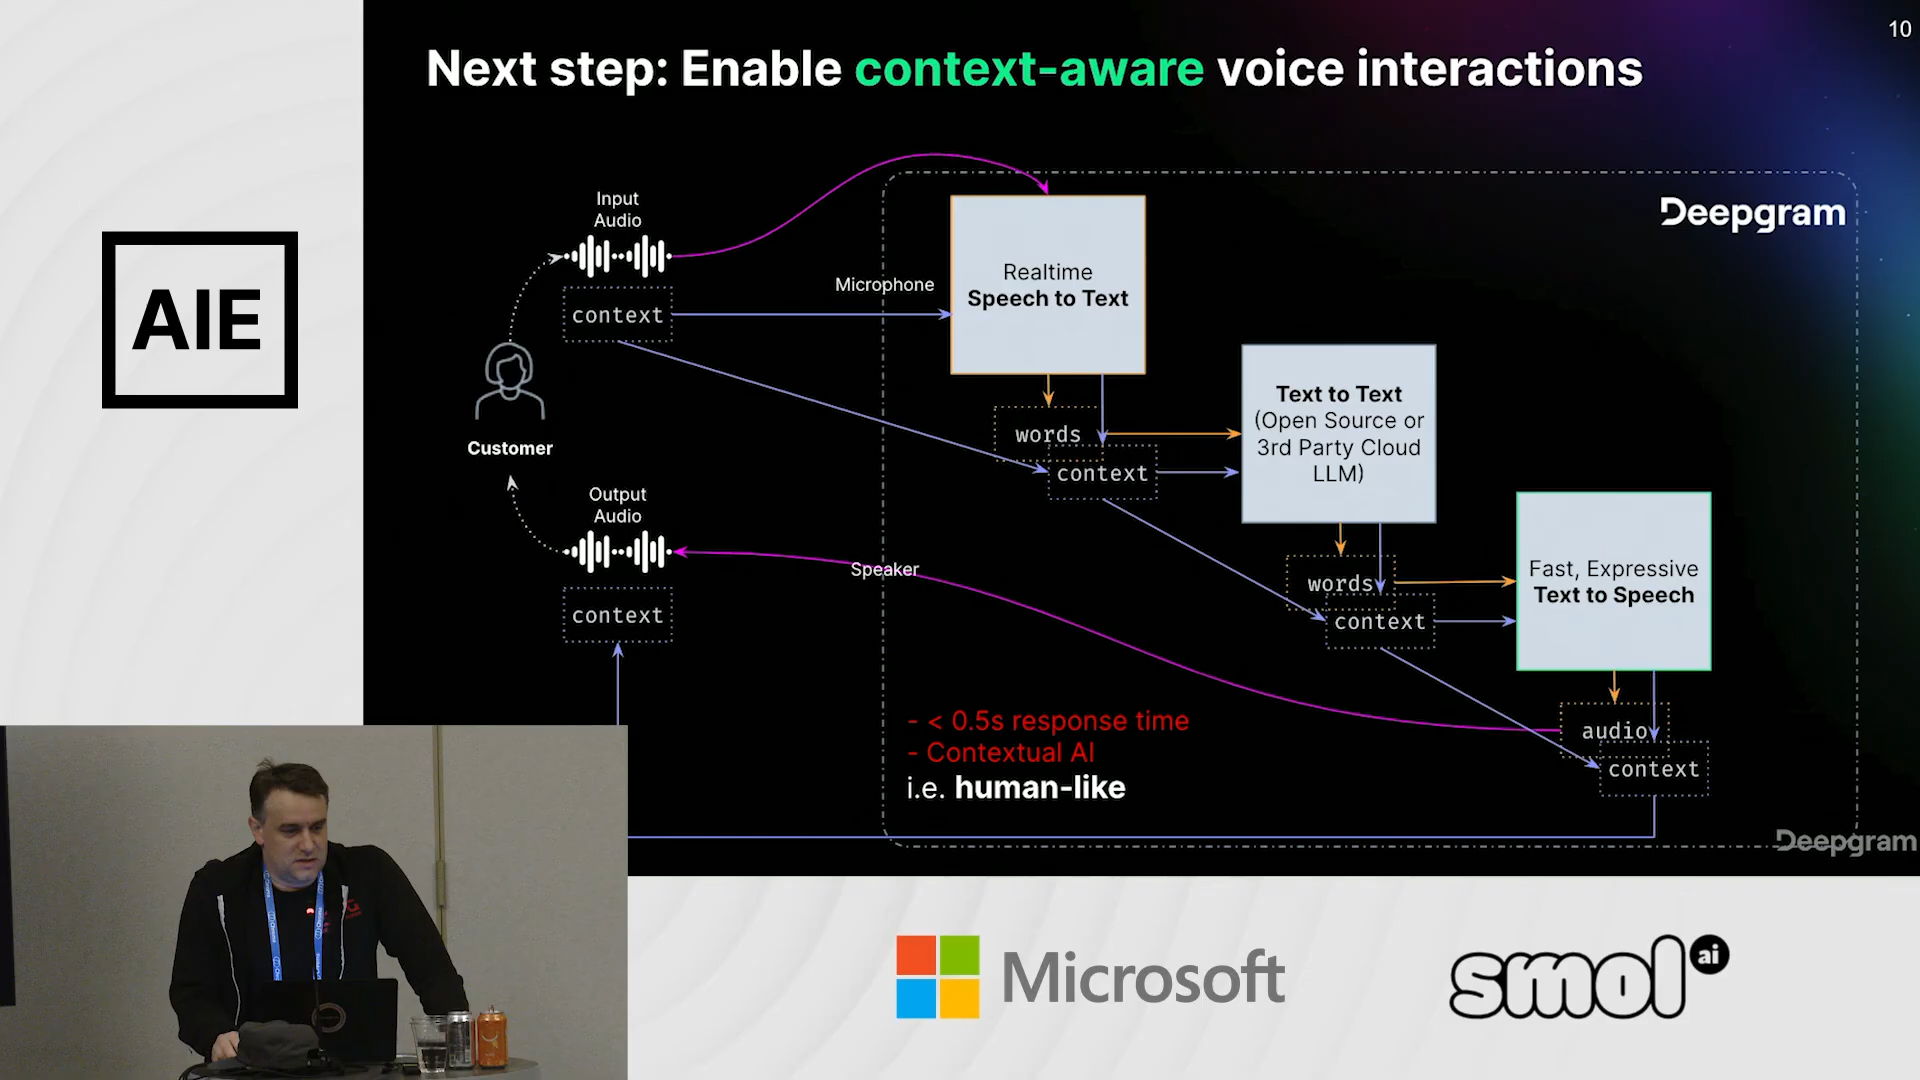 10
Next step: Enable context-aware voice interactions
AIE
Deepgram
Input
Audio
context
Microphone
Realtime
Speech to Text
Customer
words
context
Text to Text
(Open Source or
3rd Party Cloud
LLM)
Output
Audio
context
Speaker
words
context
Fast, Expressive
Text to Speech
audio
context
- < 0.5s response time
- Contextual AI
i.e. human-like
Deepgram
Microsoft
smol ai